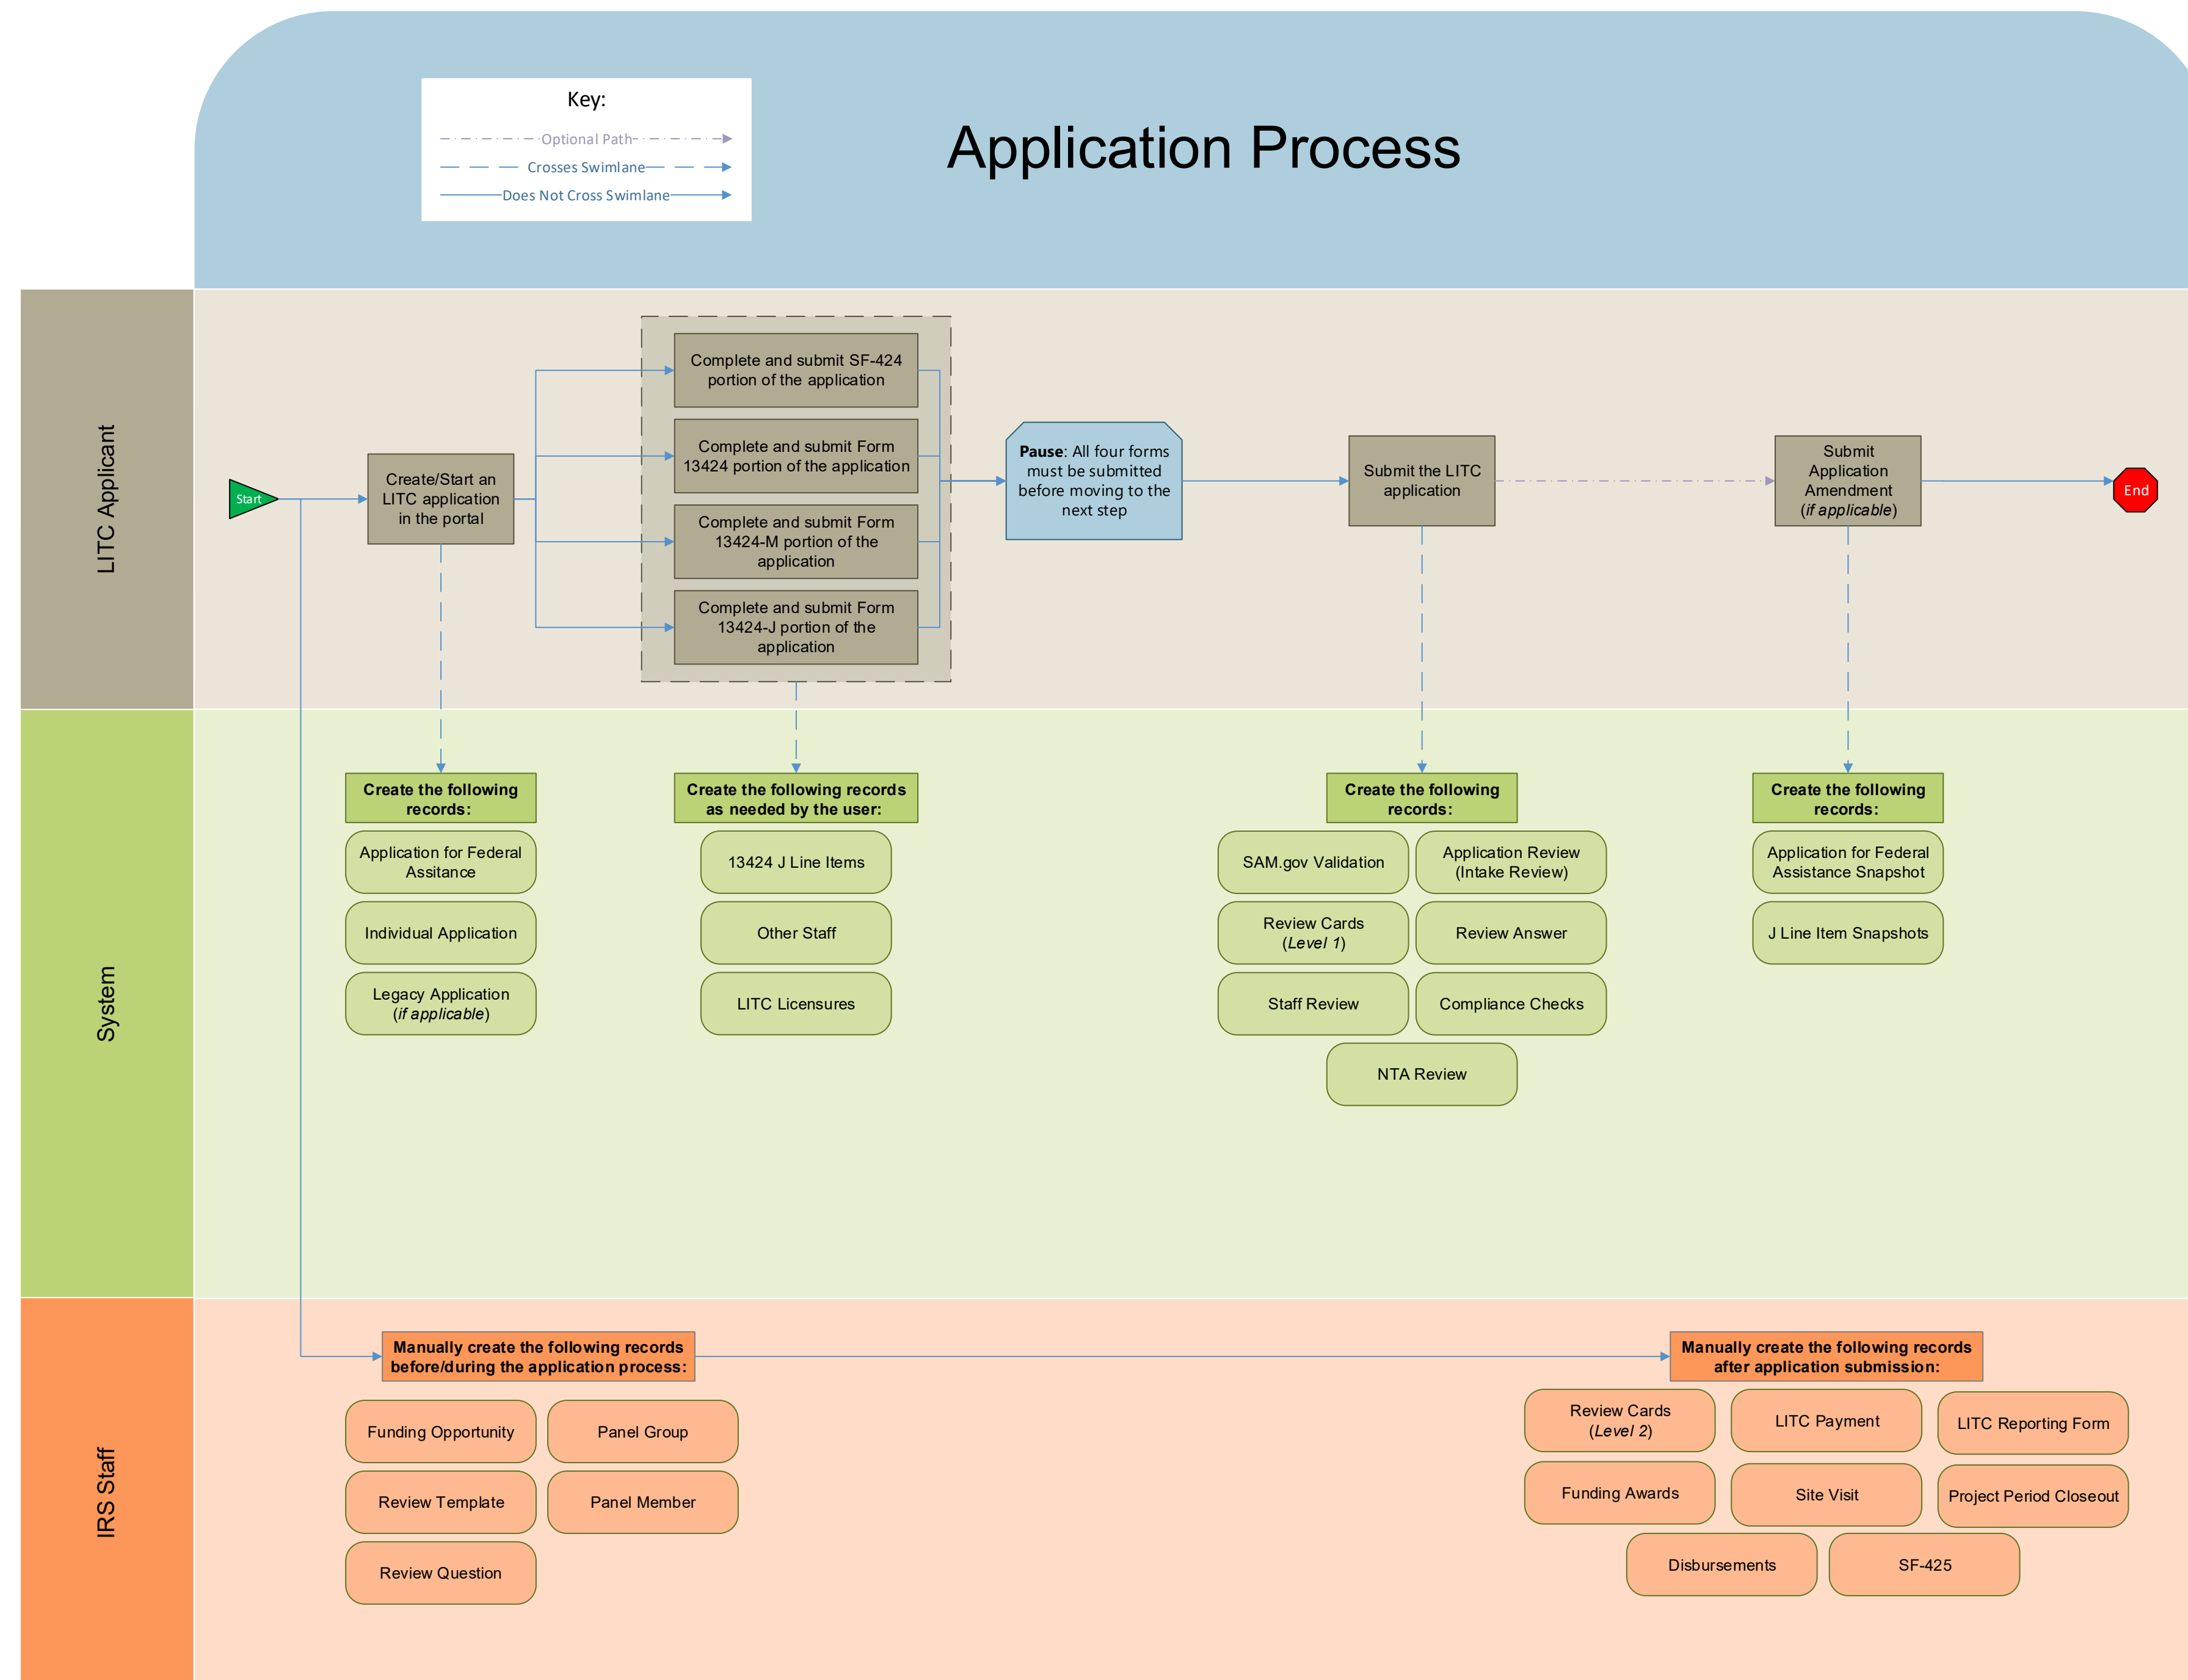 Key:
Optional Path
Crosses Swimlane
Does Not Cross Swimlane
Application Process
LITC Applicant
Start
Create/Start an
LITC application
in the portal
Complete and submit SF-424
portion of the application
Complete and submit Form
13424 portion of the application
Complete and submit Form
13424-M portion of the
application
Complete and submit Form
13424-J portion of the
application
Pause: All four forms
must be submitted
before moving to the
next step
Submit the LITC
application
Submit
Application
Amendment
(if applicable)
End
System
Create the following
records:
Application for Federal
Assitance
Individual Application
Legacy Application
(if applicable)
Create the following records
as needed by the user:
13424 J Line Items
Other Staff
LITC Licensures
Create the following
records:
SAM.gov Validation
Application Review
(Intake Review)
Review Cards
(Level 1)
Review Answer
Staff Review
Compliance Checks
NTA Review
Create the following
records:
Application for Federal
Assistance Snapshot
J Line Item Snapshots
IRS Staff
Manually create the following records
before/during the application process:
Funding Opportunity
Panel Group
Review Template
Panel Member
Review Question
Manually create the following records
after application submission:
Review Cards
(Level 2)
LITC Payment
LITC Reporting Form
Funding Awards
Site Visit
Project Period Closeout
Disbursements
SF-425